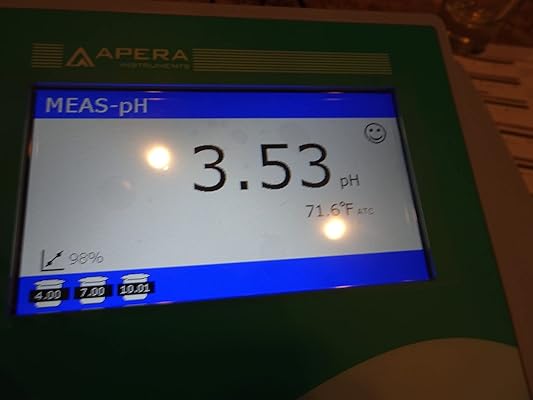 APERA
INSTRUMENTS
MEAS-pH
3.53 pH
71.6°F ATC
98%
4.00 7.00 10.01